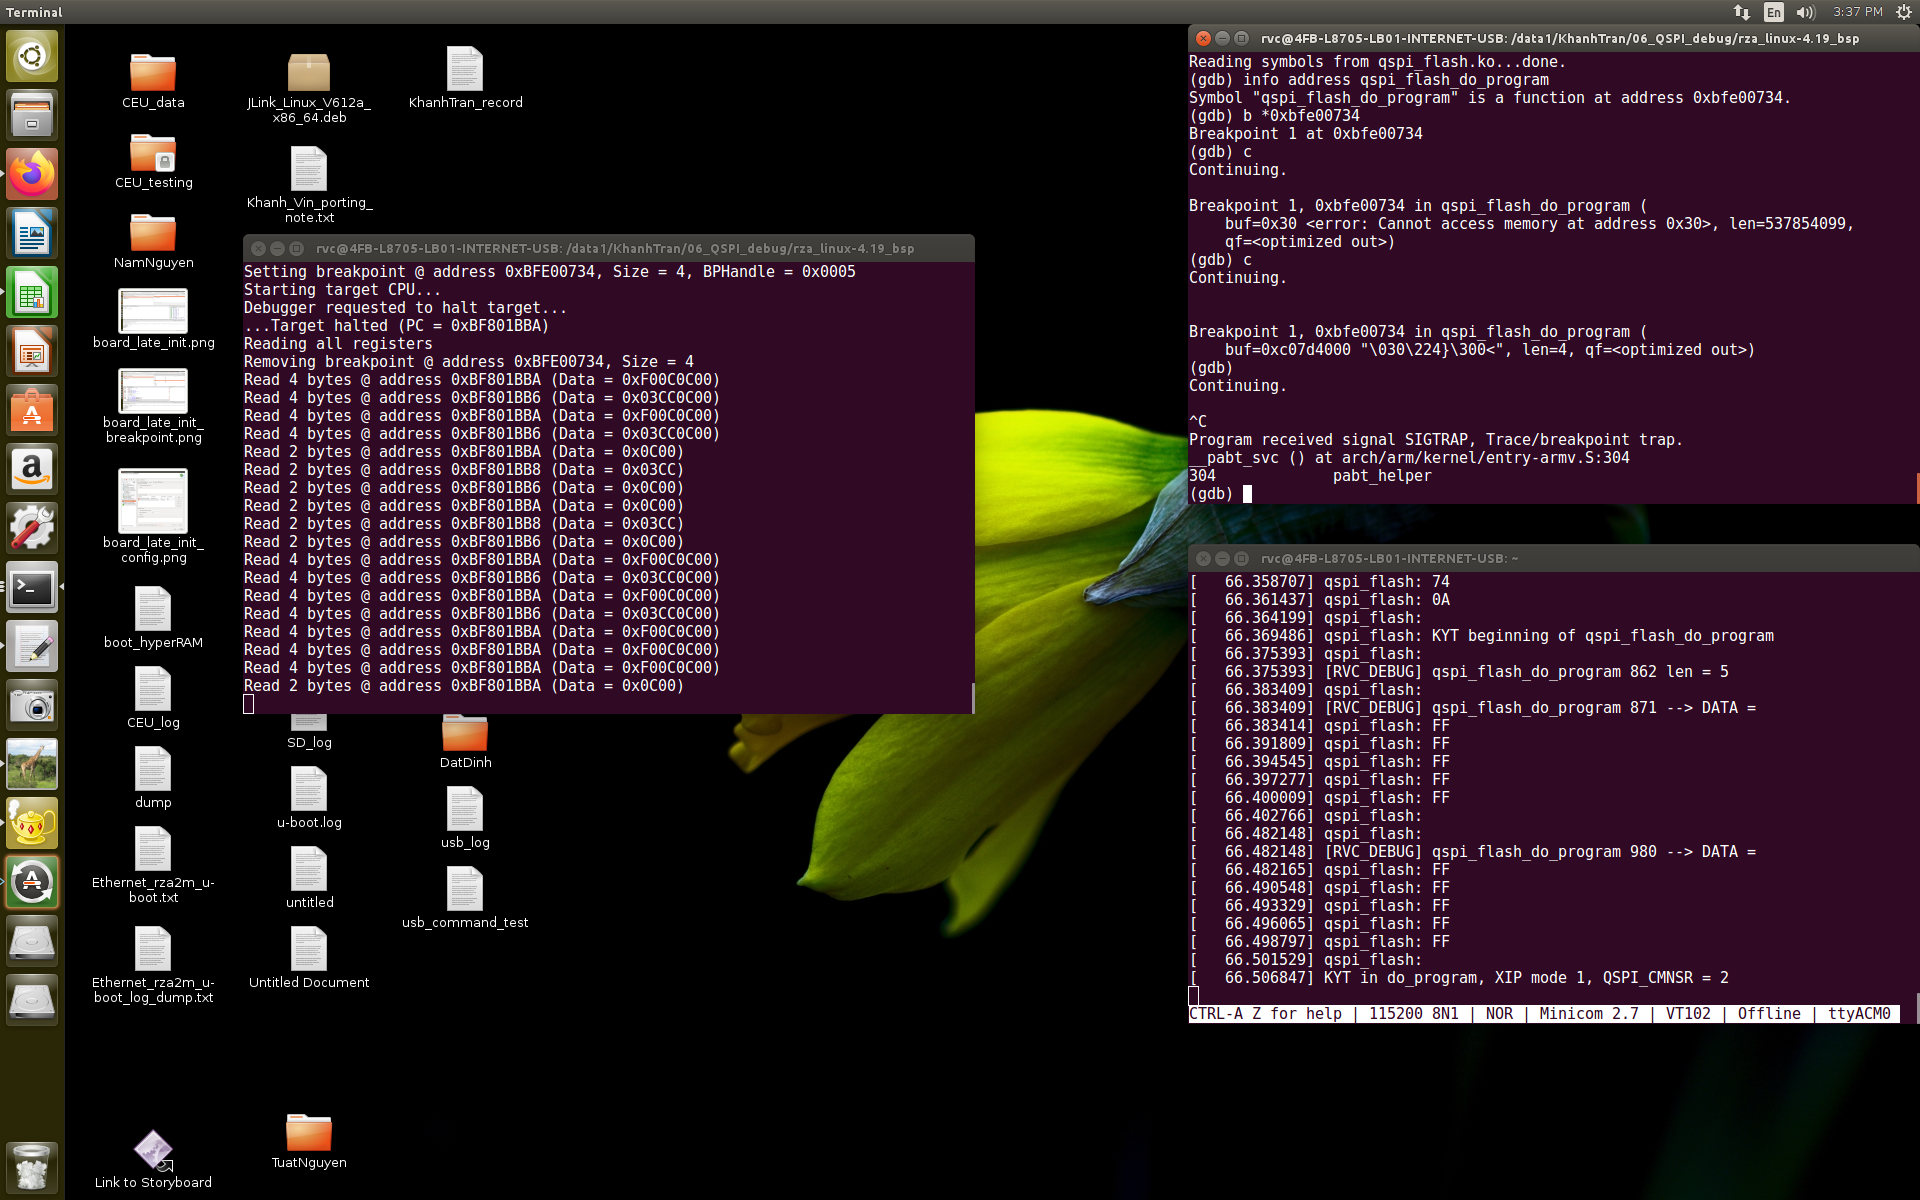 Terminal
En
3:37 PM
CEU_data
JLink_Linux_V612a_
x86_64.deb
KhanhTran_record
CEU_testing
Khanh_Vin_porting_
note.txt
NamNguyen
board_late_init.png
board_late_init_
breakpoint.png
board_late_init_
config.png
boot_hyperRAM
CEU_log
SD_log
DatDinh
dump
u-boot.log
usb_log
Ethernet_rza2m_u-
boot.txt
untitled
usb_command_test
Ethernet_rza2m_u-
boot_log_dump.txt
Untitled Document
Link to Storyboard
TuatNguyen
rvc@4FB-L8705-LB01-INTERNET-USB: /data1/KhanhTran/06_QSPI_debug/rza_linux-4.19_bsp
Setting breakpoint @ address 0xBFE00734, Size = 4, BPHandle = 0x0005
Starting target CPU...
Debugger requested to halt target...
...Target halted (PC = 0xBF801BBA)
Reading all registers
Removing breakpoint @ address 0xBFE00734, Size = 4
Read 4 bytes @ address 0xBF801BBA (Data = 0xF00C0C00)
Read 4 bytes @ address 0xBF801BB6 (Data = 0x03CC0C00)
Read 4 bytes @ address 0xBF801BBA (Data = 0xF00C0C00)
Read 4 bytes @ address 0xBF801BB6 (Data = 0x03CC0C00)
Read 2 bytes @ address 0xBF801BBA (Data = 0x0C00)
Read 2 bytes @ address 0xBF801BB8 (Data = 0x03CC)
Read 2 bytes @ address 0xBF801BB6 (Data = 0x0C00)
Read 2 bytes @ address 0xBF801BBA (Data = 0x0C00)
Read 2 bytes @ address 0xBF801BB8 (Data = 0x03CC)
Read 2 bytes @ address 0xBF801BB6 (Data = 0x0C00)
Read 4 bytes @ address 0xBF801BBA (Data = 0xF00C0C00)
Read 4 bytes @ address 0xBF801BB6 (Data = 0x03CC0C00)
Read 4 bytes @ address 0xBF801BBA (Data = 0xF00C0C00)
Read 4 bytes @ address 0xBF801BB6 (Data = 0x03CC0C00)
Read 4 bytes @ address 0xBF801BBA (Data = 0xF00C0C00)
Read 4 bytes @ address 0xBF801BBA (Data = 0xF00C0C00)
Read 4 bytes @ address 0xBF801BBA (Data = 0xF00C0C00)
Read 2 bytes @ address 0xBF801BBA (Data = 0x0C00)
rvc@4FB-L8705-LB01-INTERNET-USB: /data1/KhanhTran/06_QSPI_debug/rza_linux-4.19_bsp
Reading symbols from qspi_flash.ko...done.
(gdb) info address qspi_flash_do_program
Symbol "qspi_flash_do_program" is a function at address 0xbfe00734.
(gdb) b *0xbfe00734
Breakpoint 1 at 0xbfe00734
(gdb) c
Continuing.
Breakpoint 1, 0xbfe00734 in qspi_flash_do_program (
buf=0x30 <error: Cannot access memory at address 0x30>, len=537854099,
qf=<optimized out>)
(gdb) c
Continuing.
Breakpoint 1, 0xbfe00734 in qspi_flash_do_program (
buf=0xc07d4000 "\030\224}\300<", len=4, qf=<optimized out>)
(gdb)
Continuing.
^C
Program received signal SIGTRAP, Trace/breakpoint trap.
__pabt_svc () at arch/arm/kernel/entry-armv.S:304
304 pabt_helper
(gdb)
rvc@4FB-L8705-LB01-INTERNET-USB: ~
[ 66.358707] qspi_flash: 74
[ 66.361437] qspi_flash: 0A
[ 66.364199] qspi_flash:
[ 66.369486] qspi_flash: KYT beginning of qspi_flash_do_program
[ 66.375393] qspi_flash:
[ 66.375393] [RVC_DEBUG] qspi_flash_do_program 862 len = 5
[ 66.383409] qspi_flash:
[ 66.383409] [RVC_DEBUG] qspi_flash_do_program 871 --> DATA =
[ 66.383414] qspi_flash: FF
[ 66.391809] qspi_flash: FF
[ 66.394545] qspi_flash: FF
[ 66.397277] qspi_flash: FF
[ 66.400009] qspi_flash: FF
[ 66.402766] qspi_flash:
[ 66.482148] qspi_flash:
[ 66.482148] [RVC_DEBUG] qspi_flash_do_program 980 --> DATA =
[ 66.482165] qspi_flash: FF
[ 66.490548] qspi_flash: FF
[ 66.493329] qspi_flash: FF
[ 66.496065] qspi_flash: FF
[ 66.498797] qspi_flash: FF
[ 66.501529] qspi_flash:
[ 66.506847] KYT in do_program, XIP mode 1, QSPI_CMNSR = 2
CTRL-A Z for help | 115200 8N1 | NOR | Minicom 2.7 | VT102 | Offline | ttyACM0